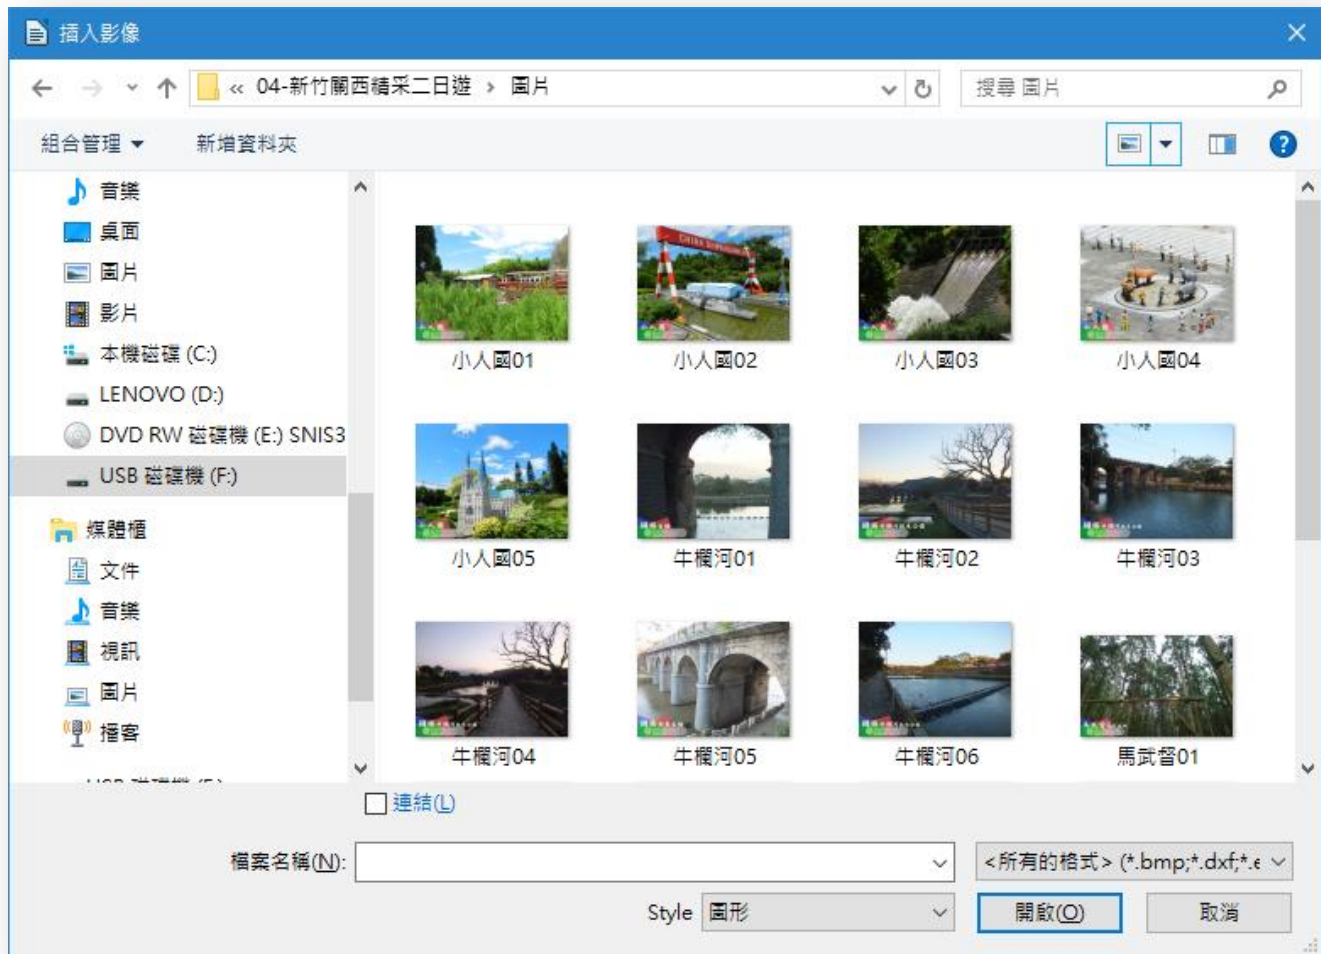 插入影像
« 04-新竹關西精采二日遊 › 圖片
搜尋 圖片
組合管理
新增資料夾
音樂
桌面
圖片
影片
本機磁碟 (C:)
LENOVO (D:)
DVD RW 磁碟機 (E:) SNIS3
USB 磁碟機 (F:)
媒體櫃
文件
音樂
視訊
圖片
播客
小人國01
小人國02
小人國03
小人國04
小人國05
牛欄河01
牛欄河02
牛欄河03
牛欄河04
牛欄河05
牛欄河06
馬武督01
連結(L)
檔案名稱(N):
<所有的格式> (*.bmp;*.dxf;*.e
Style 圖形
開啟(O)
取消